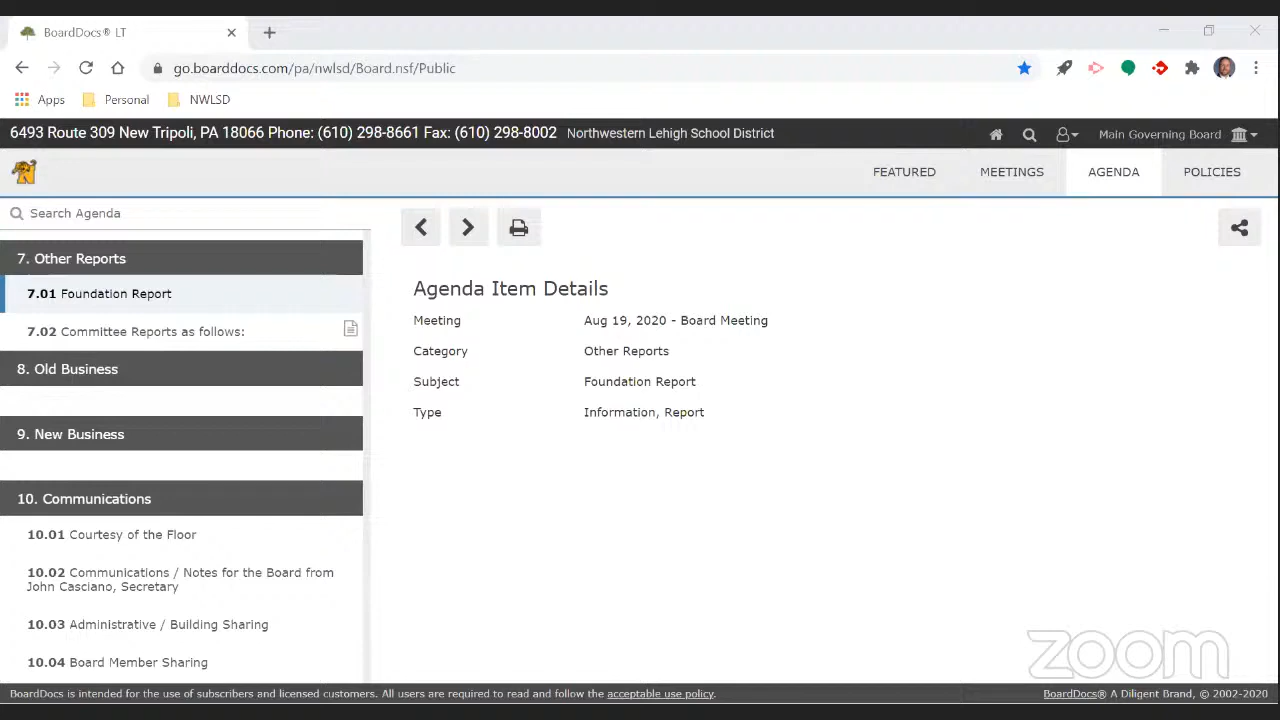 BoardDocs® LT
go.boarddocs.com/pa/nwlsd/Board.nsf/Public
Apps Personal NWLSD
6493 Route 309 New Tripoli, PA 18066 Phone: (610) 298-8661 Fax: (610) 298-8002 Northwestern Lehigh School District
Main Governing Board
FEATURED MEETINGS AGENDA POLICIES
Search Agenda
7. Other Reports
7.01 Foundation Report
7.02 Committee Reports as follows:
8. Old Business
9. New Business
10. Communications
10.01 Courtesy of the Floor
10.02 Communications / Notes for the Board from
John Casciano, Secretary
10.03 Administrative / Building Sharing
10.04 Board Member Sharing
Agenda Item Details
Meeting Aug 19, 2020 - Board Meeting
Category Other Reports
Subject Foundation Report
Type Information, Report
zoom
BoardDocs is intended for the use of subscribers and licensed customers. All users are required to read and follow the acceptable use policy.
BoardDocs® A Diligent Brand, © 2002-2020